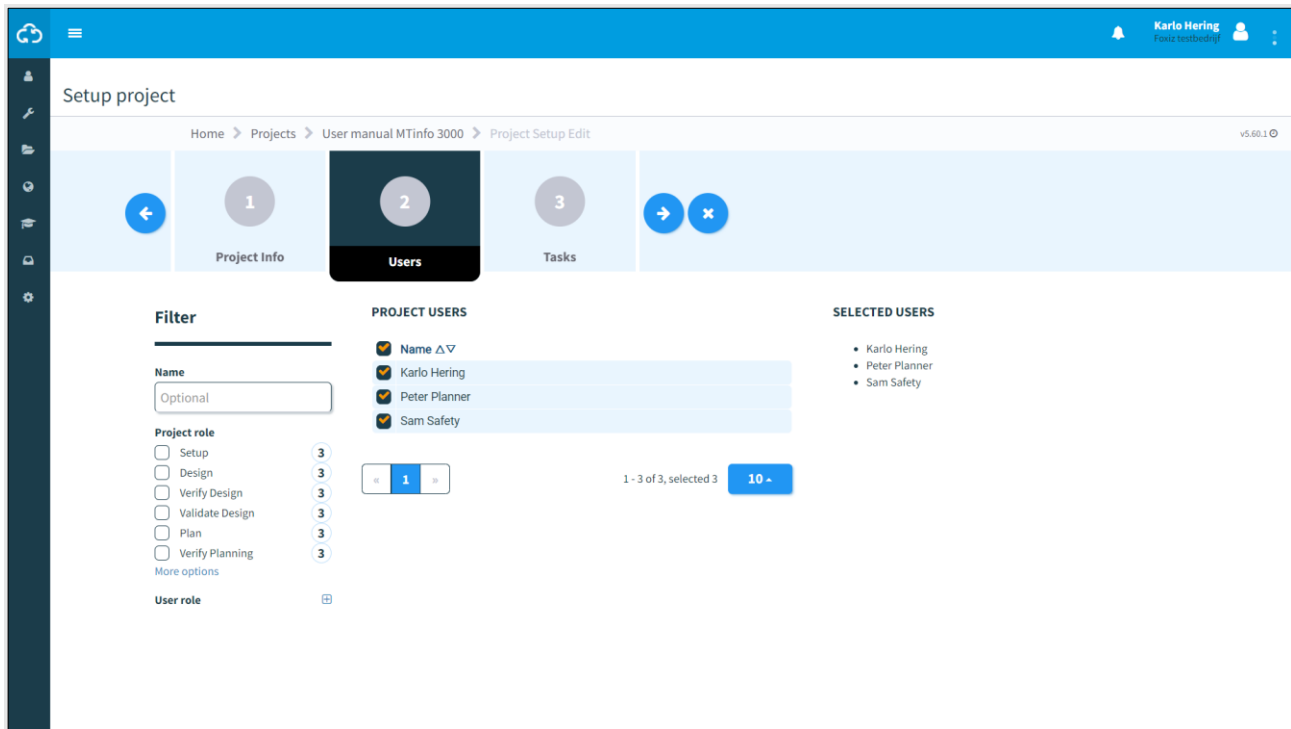 Karlo Hering
Foxiz testbedrijf
Setup project
Home Projects User manual MTinfo 3000 Project Setup Edit
v5.60.1
1
2
3
Project Info
Users
Tasks
Filter
PROJECT USERS
SELECTED USERS
Name
Optional
Project role
Setup 3
Design 3
Verify Design 3
Validate Design 3
Plan 3
Verify Planning 3
More options
User role
Name △▽
Karlo Hering
Peter Planner
Sam Safety
« 1 »
1 - 3 of 3, selected 3
10
• Karlo Hering
• Peter Planner
• Sam Safety